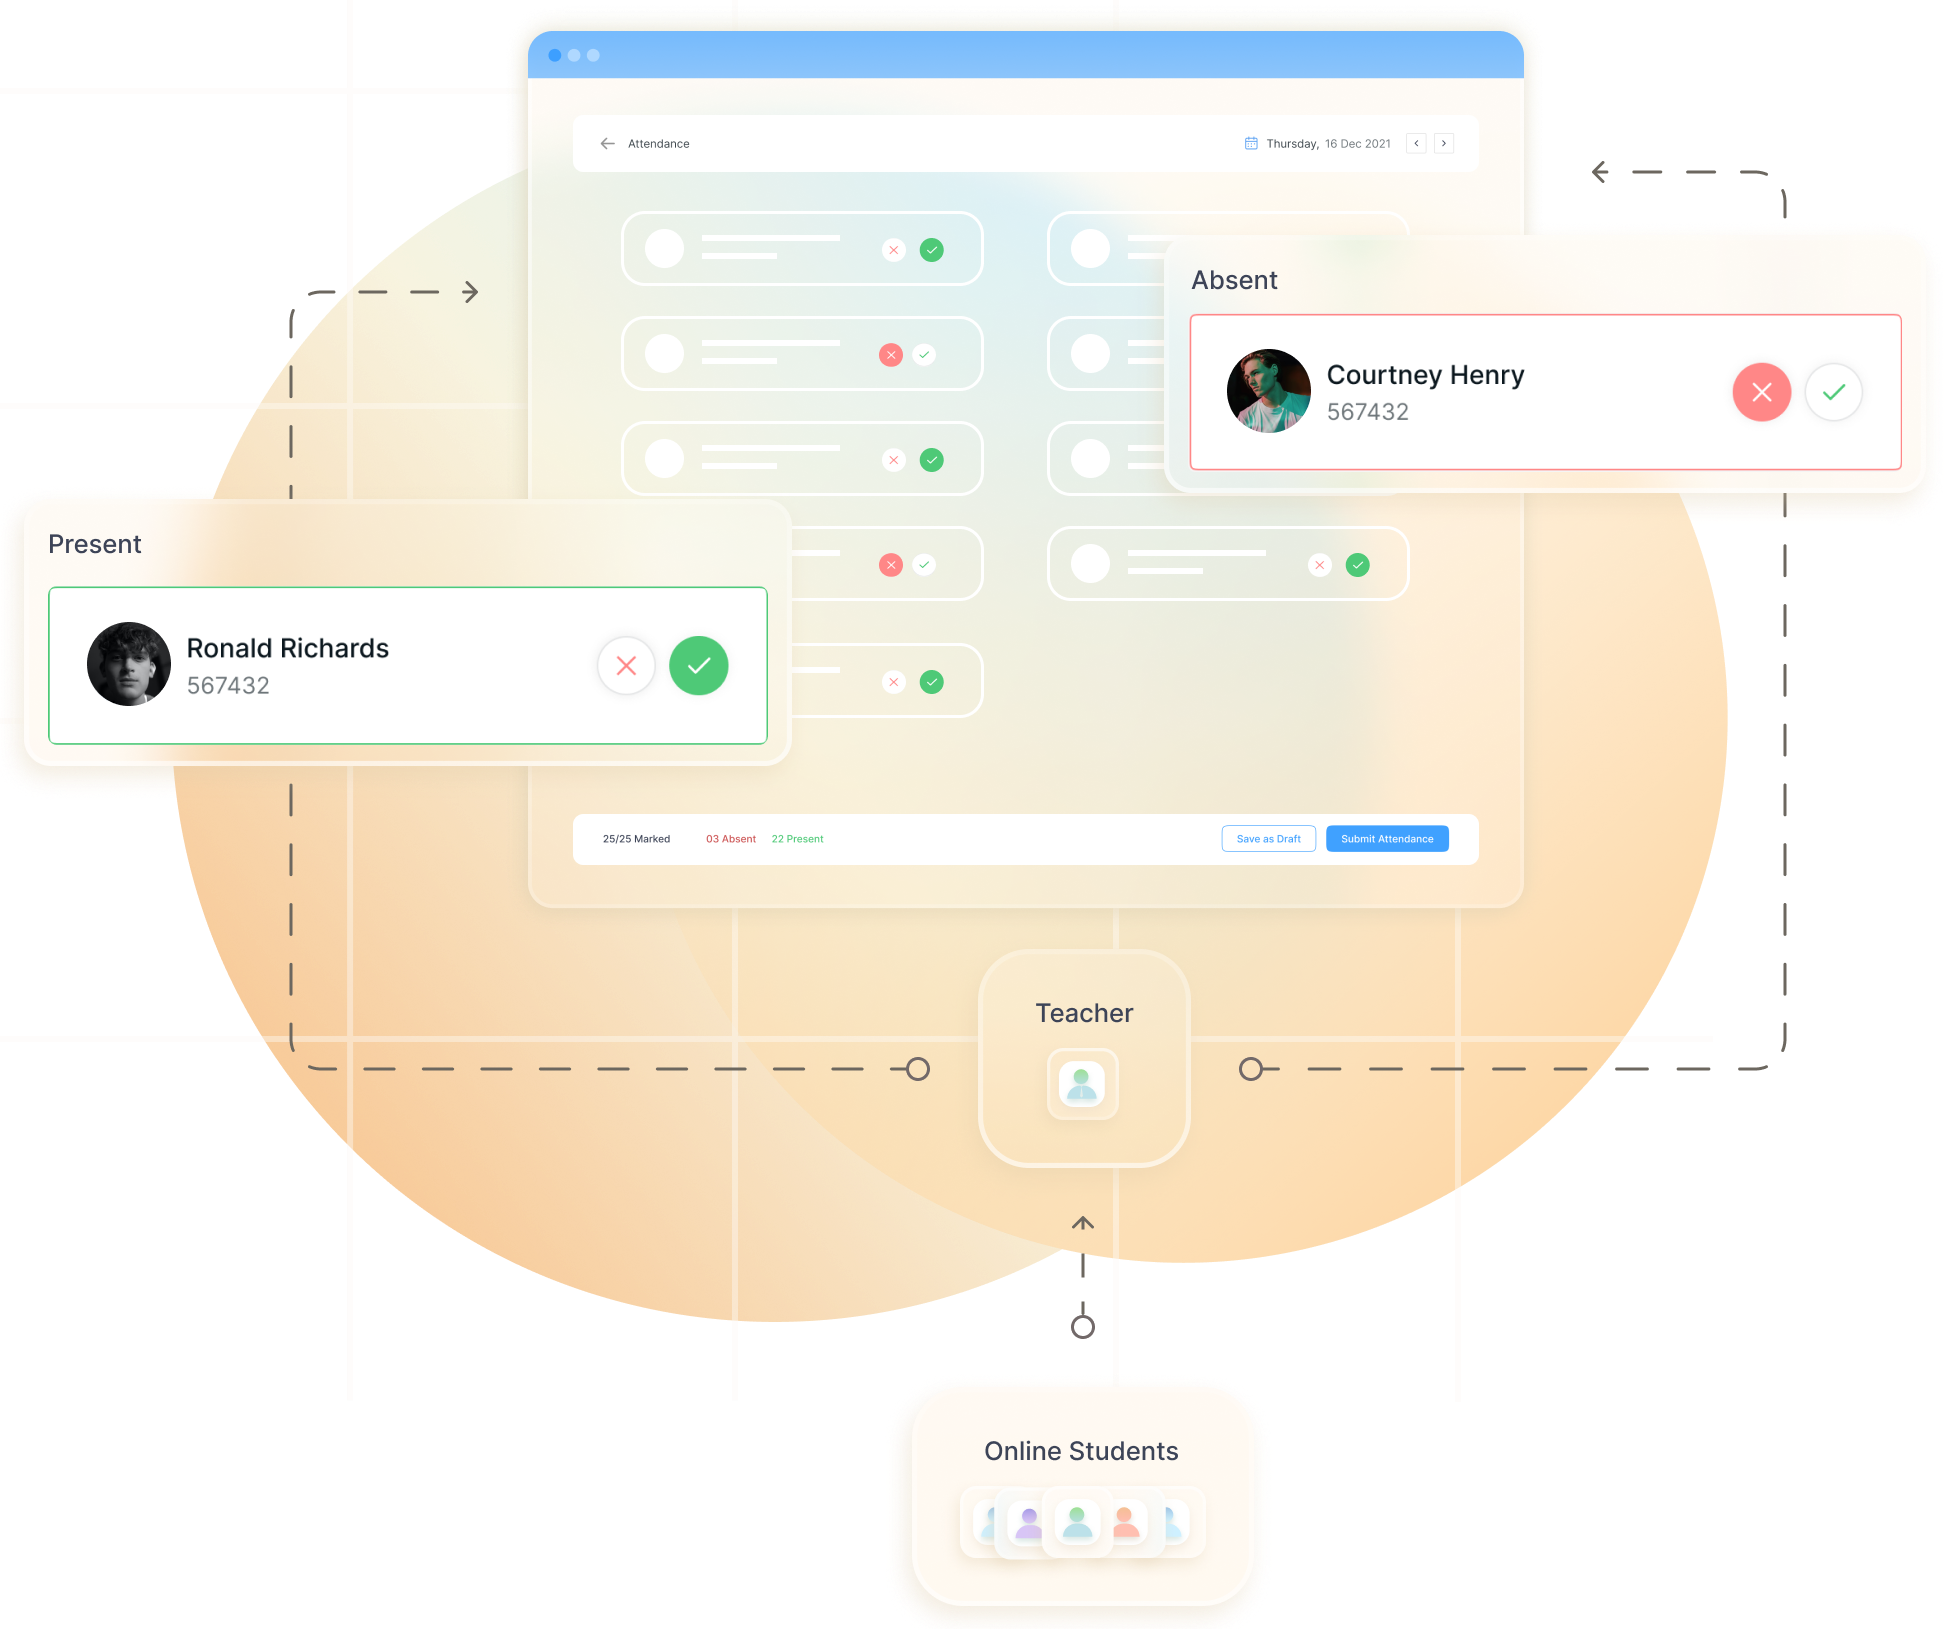 Attendance
Thursday, 16 Dec 2021
Absent
Courtney Henry
567432
Present
Ronald Richards
567432
25/25 Marked 03 Absent 22 Present Save as Draft Submit Attendance
Teacher
Online Students